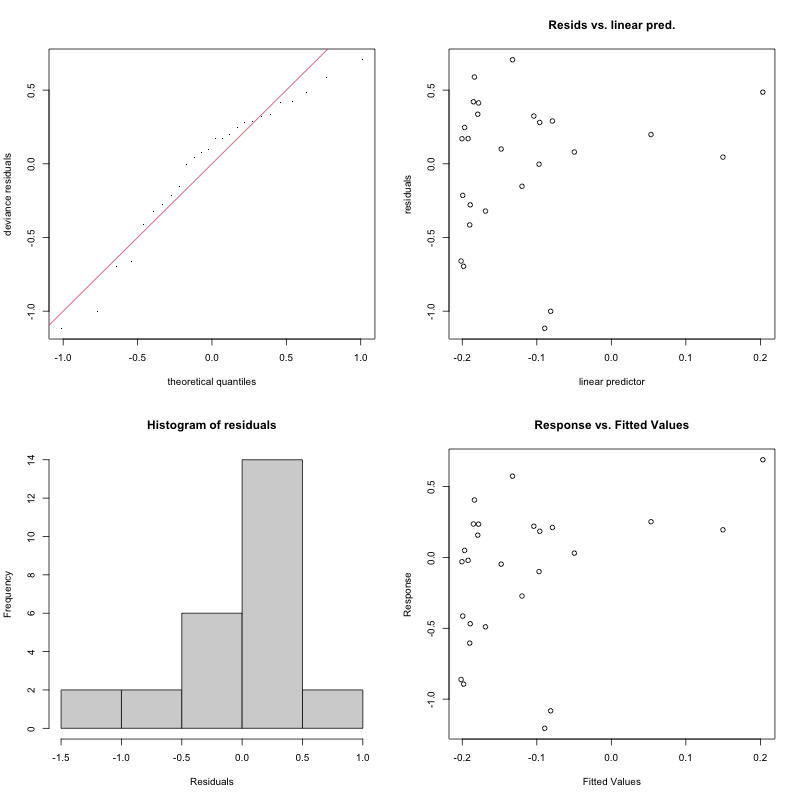 deviance residuals
0.5
0.0
-0.5
-1.0
-1.0 -0.5 0.0 0.5 1.0
theoretical quantiles
Resids vs. linear pred.
residuals
0.5
0.0
-0.5
-1.0
-0.2 -0.1 0.0 0.1 0.2
linear predictor
Histogram of residuals
Frequency
14
12
10
8
6
4
2
0
-1.5 -1.0 -0.5 0.0 0.5 1.0
Residuals
Response vs. Fitted Values
Response
0.5
0.0
-0.5
-1.0
-0.2 -0.1 0.0 0.1 0.2
Fitted Values